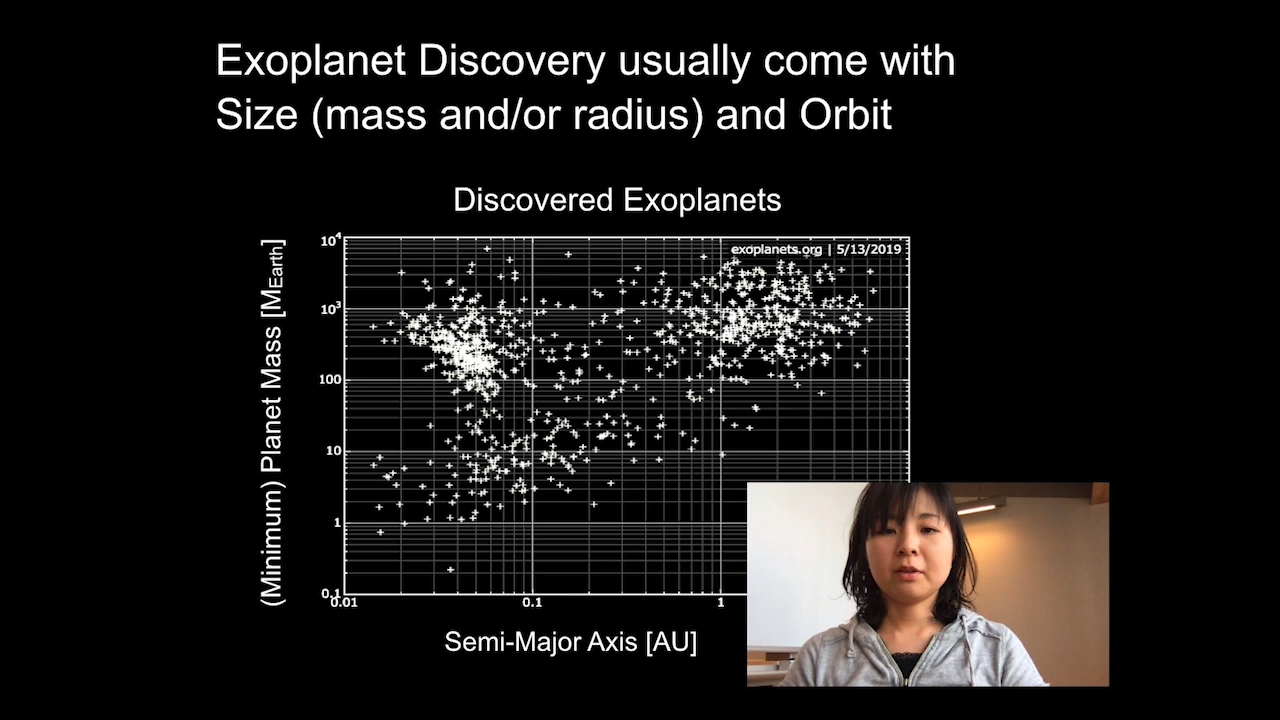 Exoplanet Discovery usually come with
Size (mass and/or radius) and Orbit
Discovered Exoplanets
exoplanets.org | 5/13/2019
(Minimum) Planet Mass [MEarth]
10⁴
10³
100
10
1
0.1
0.01
0.1
1
Semi-Major Axis [AU]